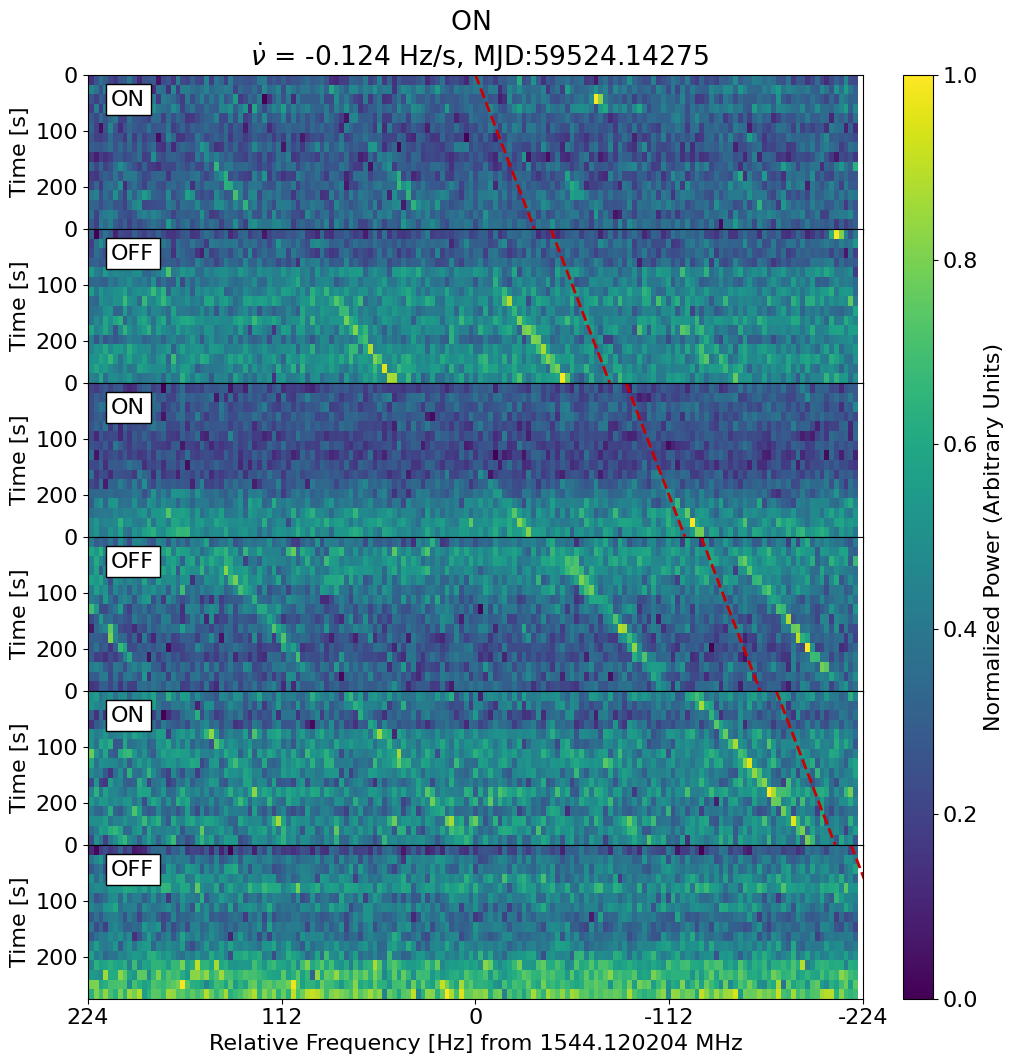 ON
ν̇ = -0.124 Hz/s, MJD:59524.14275
0
ON
100
Time [s]
200
0
OFF
100
Time [s]
200
0
ON
100
Time [s]
200
0
OFF
100
Time [s]
200
0
ON
100
Time [s]
200
0
OFF
100
Time [s]
200
224 112 0 -112 -224
Relative Frequency [Hz] from 1544.120204 MHz
1.0
0.8
0.6
0.4
0.2
0.0
Normalized Power (Arbitrary Units)